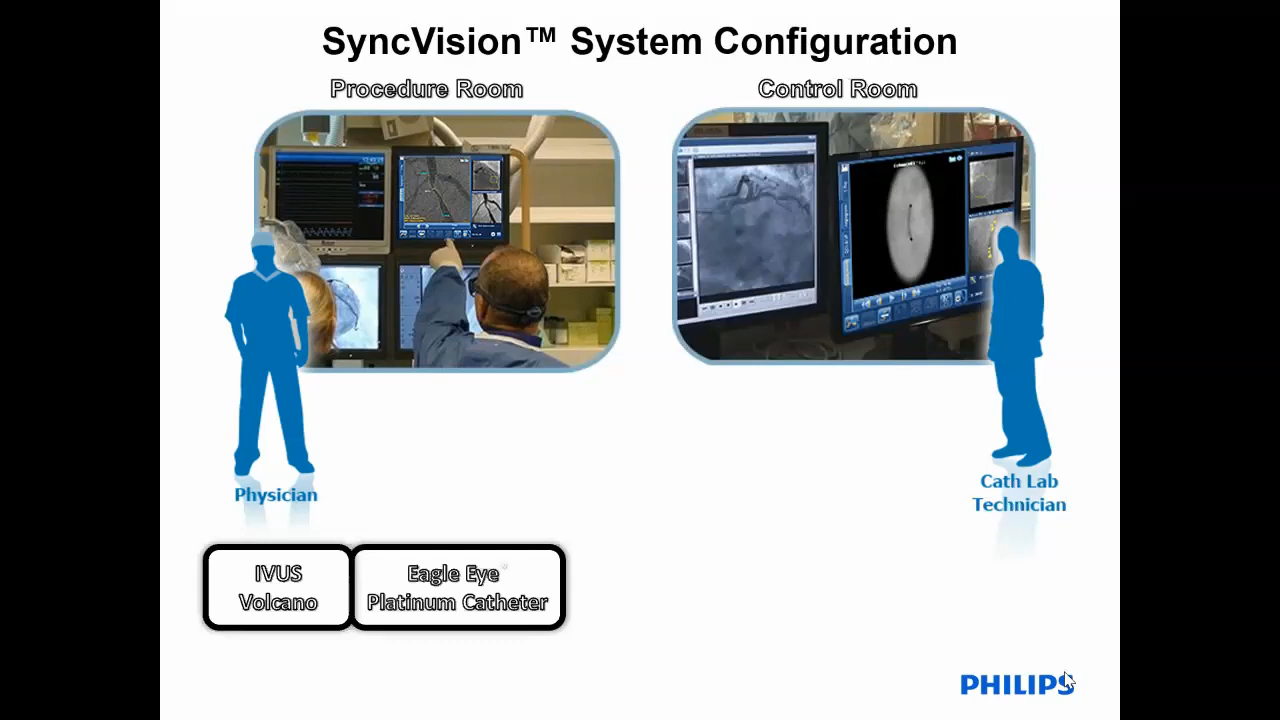 SyncVision™ System Configuration
Procedure Room
Control Room
Physician
Cath Lab
Technician
IVUS
Volcano
Eagle Eye
Platinum Catheter
PHILIPS